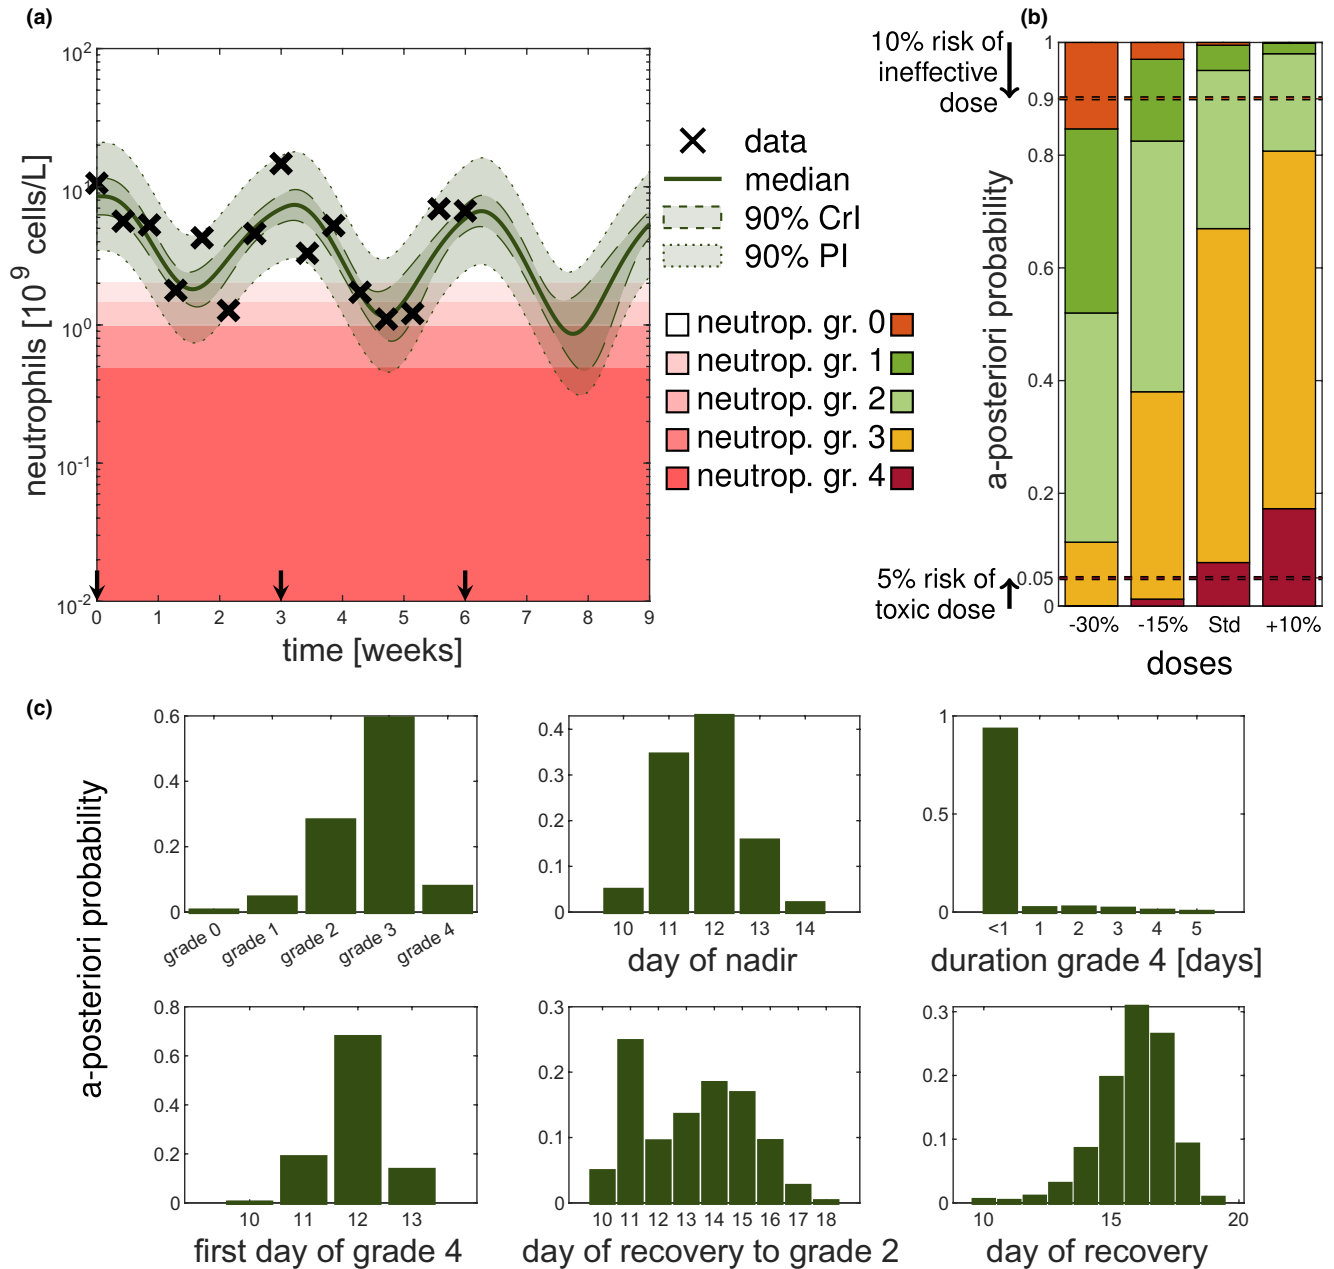 (a)
10²
10¹
10⁰
10⁻¹
10⁻²
neutrophils [10⁹ cells/L]
0 1 2 3 4 5 6 7 8 9
time [weeks]
data
median
90% CrI
90% PI
neutrop. gr. 0
neutrop. gr. 1
neutrop. gr. 2
neutrop. gr. 3
neutrop. gr. 4
(b)
10% risk of
ineffective
dose
5% risk of
toxic dose
a-posteriori probability
1
0.9
0.8
0.6
0.4
0.2
0.05
0
-30% -15% Std +10%
doses
(c)
a-posteriori probability
0.6
0.4
0.2
0
grade 0 grade 1 grade 2 grade 3 grade 4
0.4
0.3
0.2
0.1
0
10 11 12 13 14
day of nadir
1
0.5
0
<1 1 2 3 4 5
duration grade 4 [days]
0.8
0.6
0.4
0.2
0
10 11 12 13
first day of grade 4
0.3
0.2
0.1
0
10 11 12 13 14 15 16 17 18
day of recovery to grade 2
0.3
0.2
0.1
0
10 15 20
day of recovery